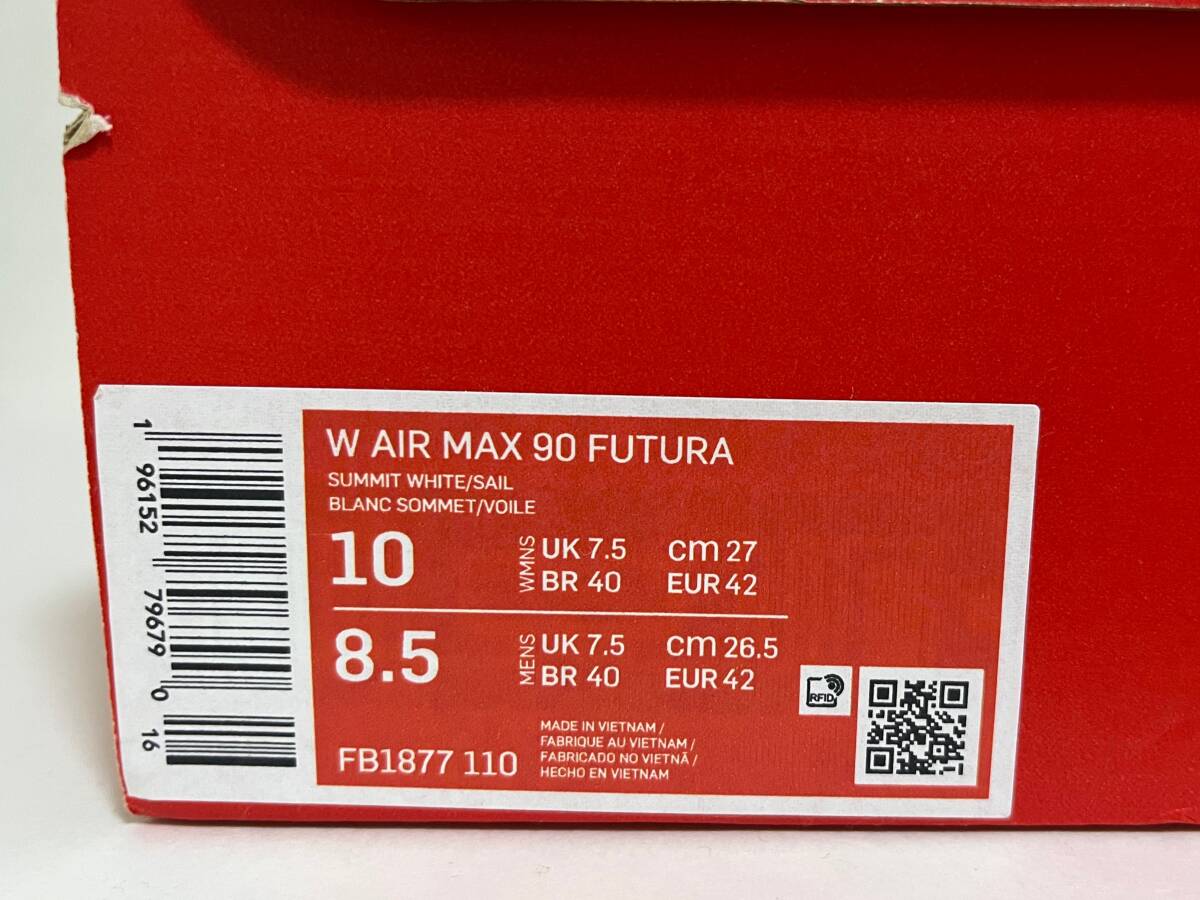 W AIR MAX 90 FUTURA
SUMMIT WHITE/SAIL
BLANC SOMMET/VOILE
10 WMNS UK 7.5 cm 27
BR 40 EUR 42
8.5 MENS UK 7.5 cm 26.5
BR 40 EUR 42
RFID
FB1877 110
MADE IN VIETNAM /
FABRIQUE AU VIETNAM /
FABRICADO NO VIETNÃ /
HECHO EN VIETNAM
1 96152 79679 0 16